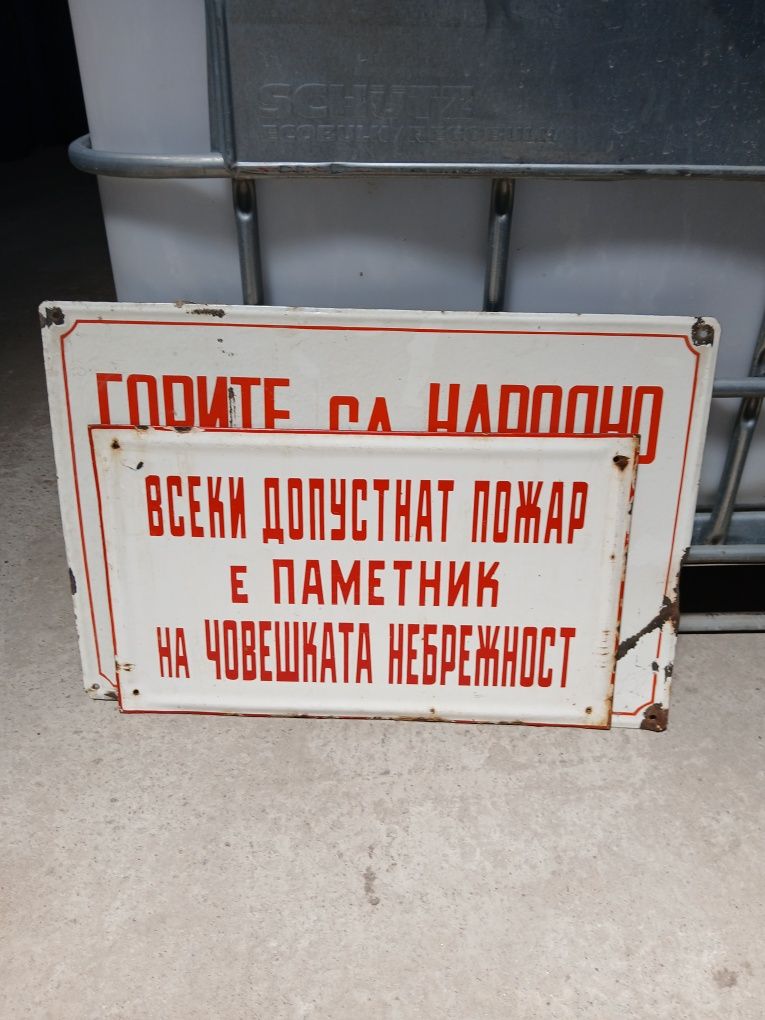 SCHÜTZ
ГОРИТЕ СА НАРОДНО
ВСЕКИ ДОПУСТНАТ ПОЖАР
Е ПАМЕТНИК
НА ЧОВЕШКАТА НЕБРЕЖНОСТ